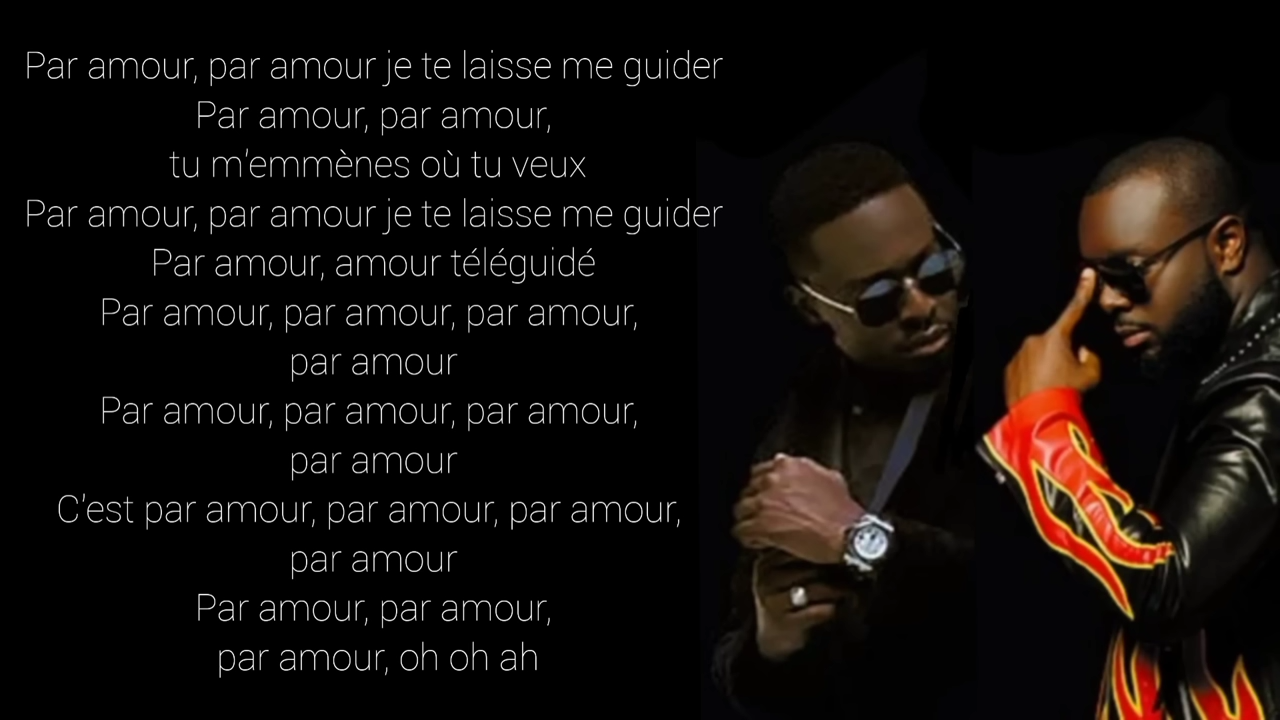 Par amour, par amour je te laisse me guider
Par amour, par amour,
tu m'emmènes où tu veux
Par amour, par amour je te laisse me guider
Par amour, amour téléguidé
Par amour, par amour, par amour,
par amour
Par amour, par amour, par amour,
par amour
C'est par amour, par amour, par amour,
par amour
Par amour, par amour,
par amour, oh oh ah